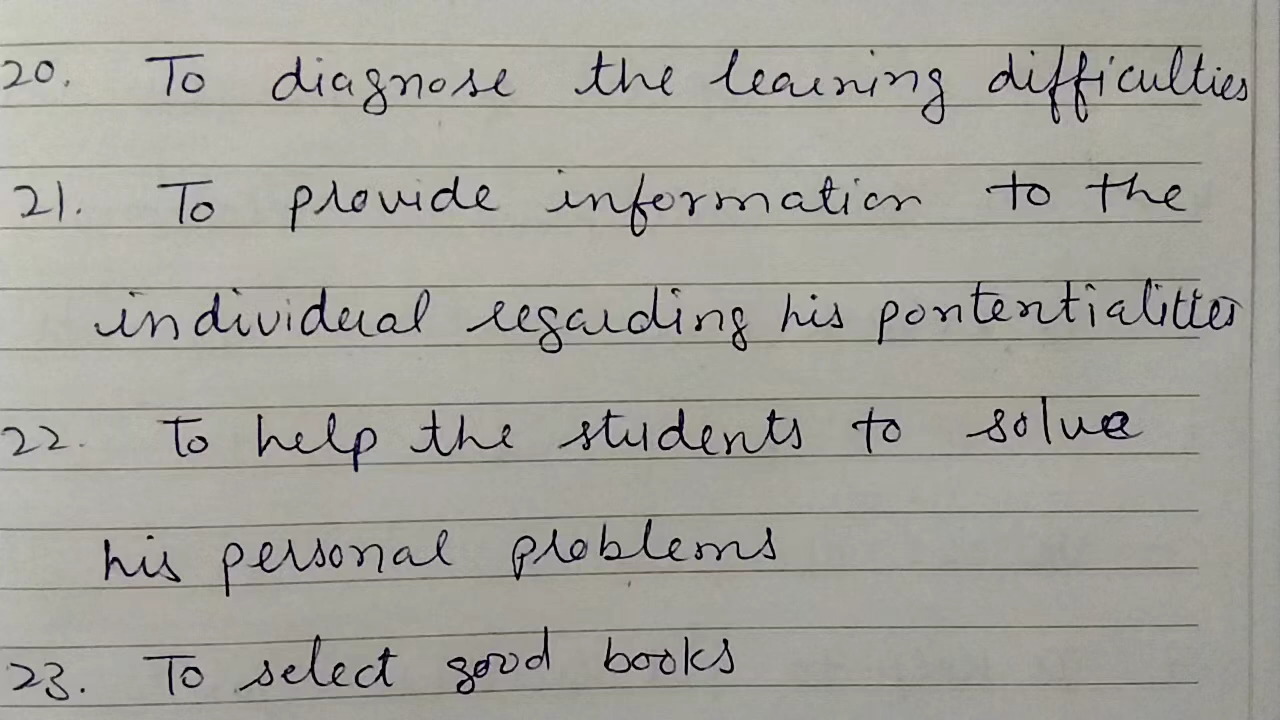 20. To diagnose the learning difficulties
21. To provide information to the
individual regarding his pontentialitties
22. To help the students to solve
his personal problems
23. To select good books